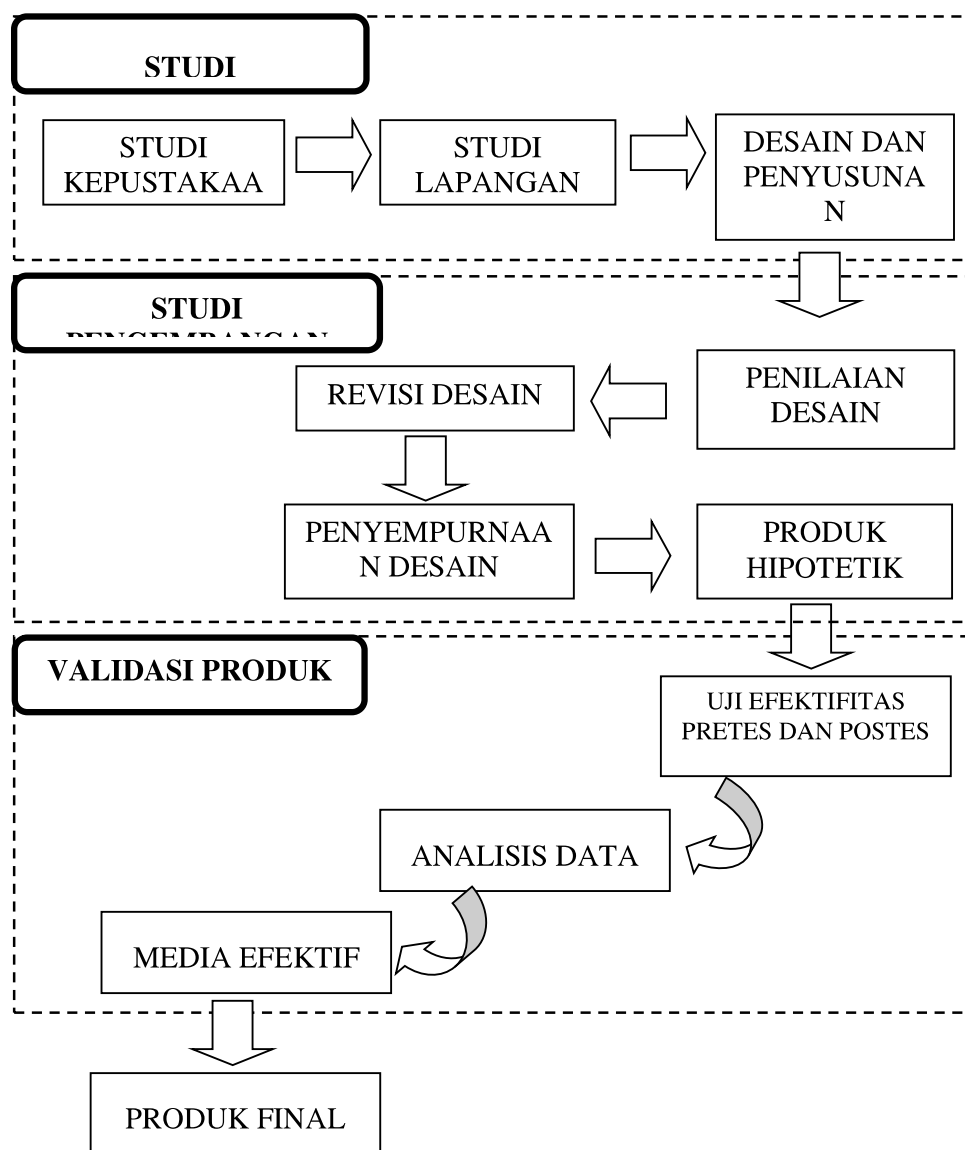 STUDI
STUDI
KEPUSTAKAA
STUDI
LAPANGAN
DESAIN DAN
PENYUSUNA
N
STUDI
PENGEMBANGAN
REVISI DESAIN
PENILAIAN
DESAIN
PENYEMPURNAA
N DESAIN
PRODUK
HIPOTETIK
VALIDASI PRODUK
UJI EFEKTIFITAS
PRETES DAN POSTES
ANALISIS DATA
MEDIA EFEKTIF
PRODUK FINAL